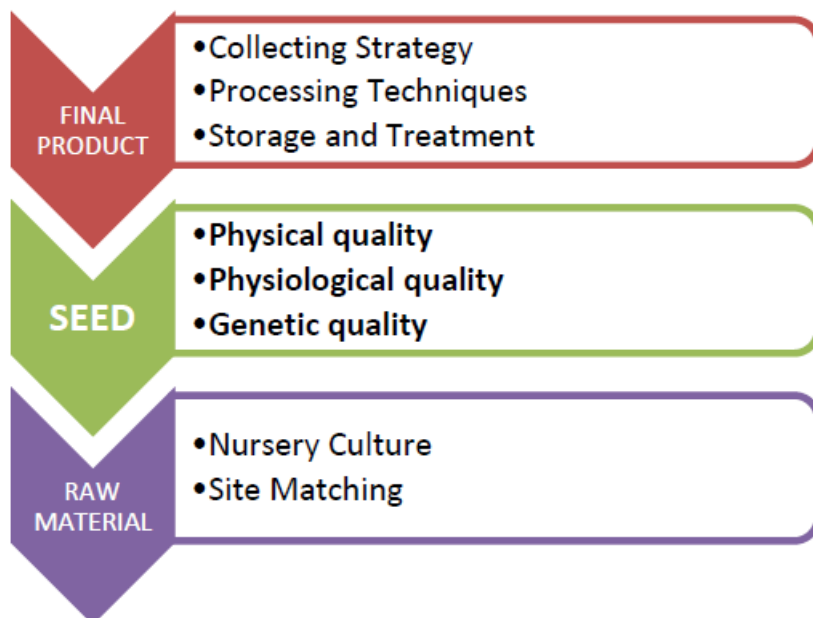 FINAL
PRODUCT
•Collecting Strategy
•Processing Techniques
•Storage and Treatment
SEED
•Physical quality
•Physiological quality
•Genetic quality
RAW
MATERIAL
•Nursery Culture
•Site Matching